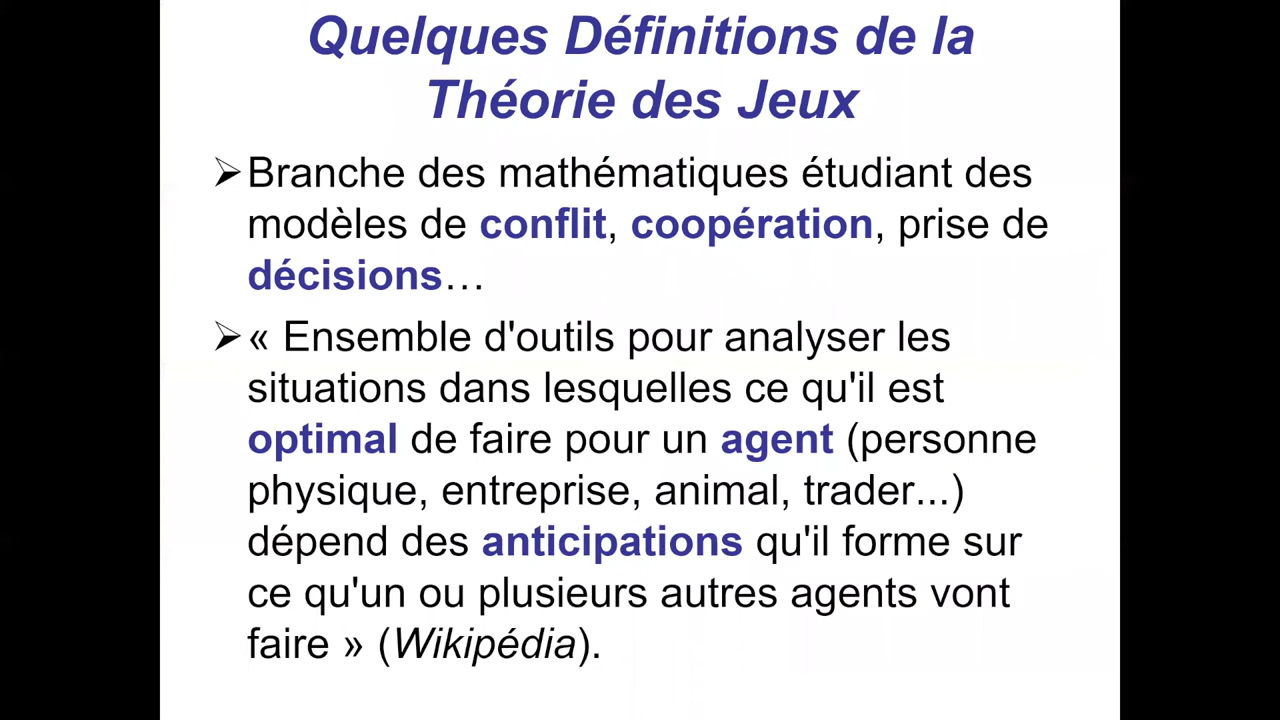 Quelques Définitions de la
Théorie des Jeux
➢Branche des mathématiques étudiant des
modèles de conflit, coopération, prise de
décisions…
➢« Ensemble d'outils pour analyser les
situations dans lesquelles ce qu'il est
optimal de faire pour un agent (personne
physique, entreprise, animal, trader...)
dépend des anticipations qu'il forme sur
ce qu'un ou plusieurs autres agents vont
faire » (Wikipédia).